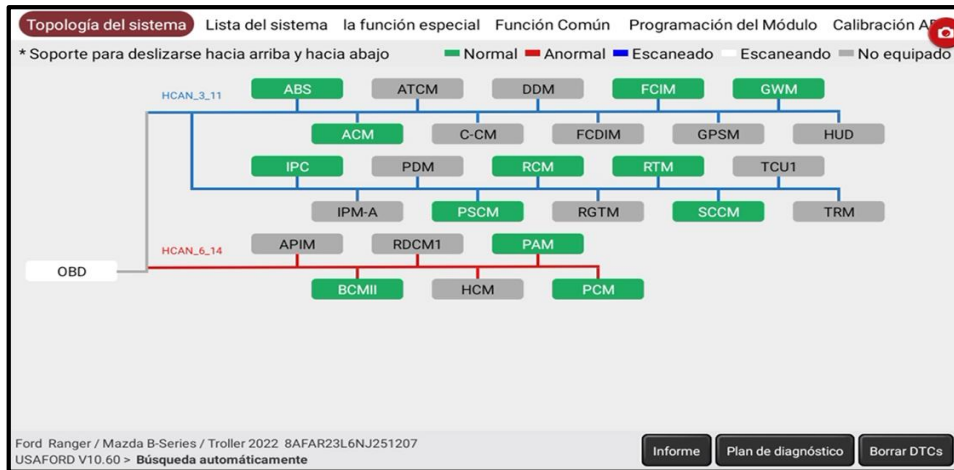 Topología del sistema Lista del sistema la función especial Función Común Programación del Módulo Calibración
* Soporte para deslizarse hacia arriba y hacia abajo Normal Anormal Escaneado Escaneando No equipado
HCAN_3_11 ABS ATCM DDM FCIM GWM
ACM C-CM FCDIM GPSM HUD
IPC PDM RCM RTM TCU1
IPM-A PSCM RGTM SCCM TRM
HCAN_6_14 APIM RDCM1 PAM
OBD
BCMII HCM PCM
Ford Ranger / Mazda B-Series / Troller 2022 8AFAR23L6NJ251207
USAFORD V10.60 > Búsqueda automáticamente
Informe Plan de diagnóstico Borrar DTCs